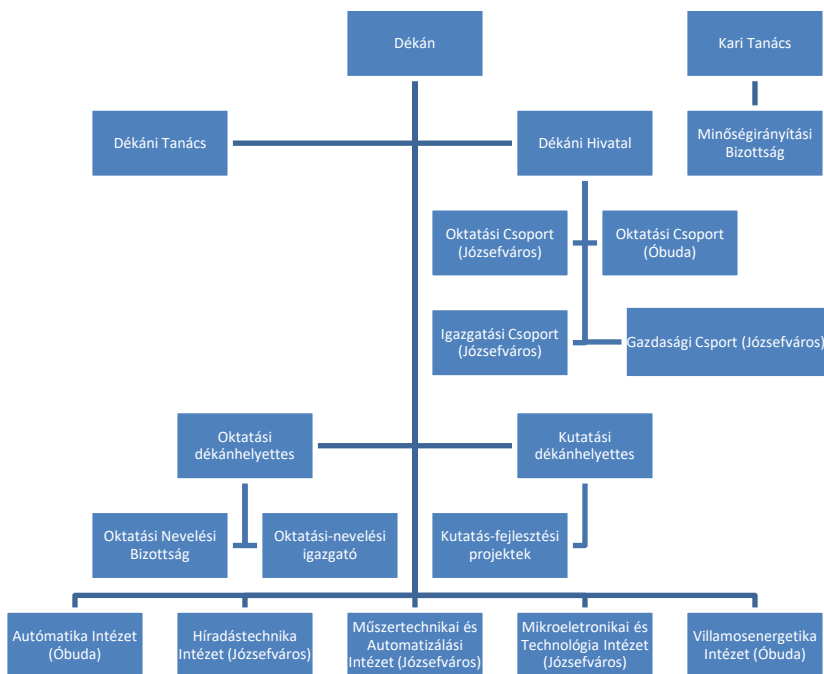 Dékán
Kari Tanács
Dékáni Tanács
Dékáni Hivatal
Minőségirányítási
Bizottság
Oktatási Csoport
(Józsefváros)
Oktatási Csoport
(Óbuda)
Igazgatási Csoport
(Józsefváros)
Gazdasági Csport (Józsefváros)
Oktatási
dékánhelyettes
Kutatási
dékánhelyettes
Oktatási Nevelési
Bizottság
Oktatási-nevelési
igazgató
Kutatás-fejlesztési
projektek
Autómatika Intézet
(Óbuda)
Híradástechnika
Intézet (Józsefváros)
Műszertechnikai és
Automatizálási
Intézet (Józsefváros)
Mikroeletronikai és
Technológia Intézet
(Józsefváros)
Villamosenergetika
Intézet (Óbuda)